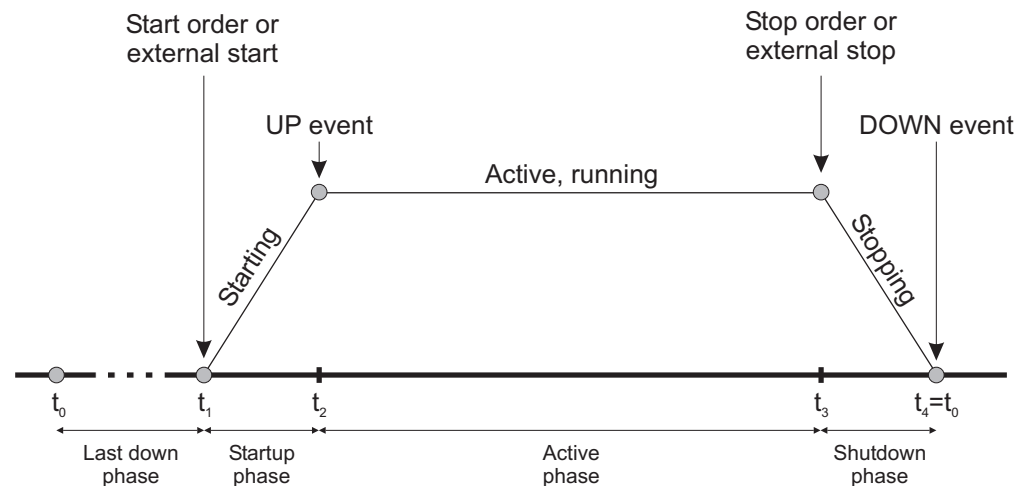 Start order or
external start
Stop order or
external stop
UP event
DOWN event
Active, running
Starting
Stopping
t₀
t₁
t₂
t₃
t₄=t₀
Last down
phase
Startup
phase
Active
phase
Shutdown
phase